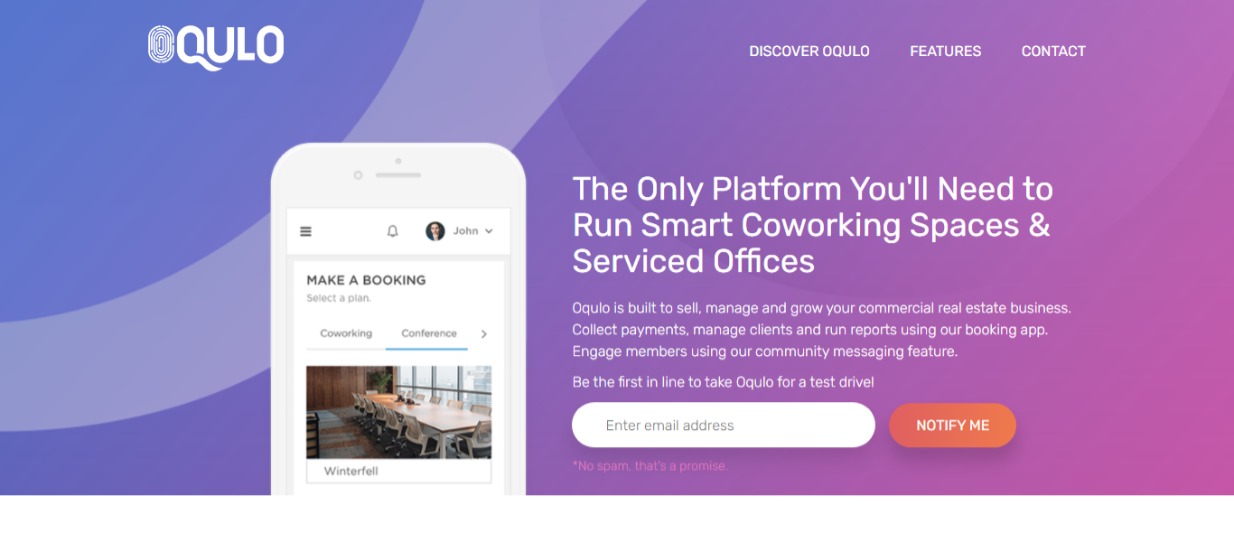 OQULO
DISCOVER OQULO
FEATURES
CONTACT
John
MAKE A BOOKING
Select a plan.
Coworking
Conference
Winterfell
The Only Platform You'll Need to
Run Smart Coworking Spaces &
Serviced Offices
Oqulo is built to sell, manage and grow your commercial real estate business.
Collect payments, manage clients and run reports using our booking app.
Engage members using our community messaging feature.
Be the first in line to take Oqulo for a test drive!
Enter email address
NOTIFY ME
*No spam, that's a promise.